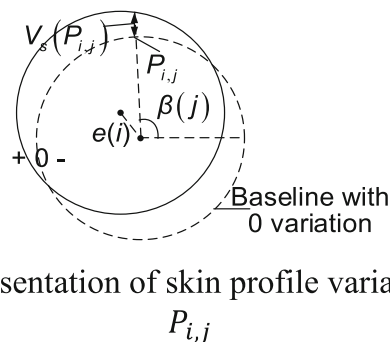 V_s(P_{i,j})
P_{i,j}
β(j)
e(i)
+ 0 -
Baseline with
0 variation
sentation of skin profile varia
P_{i,j}